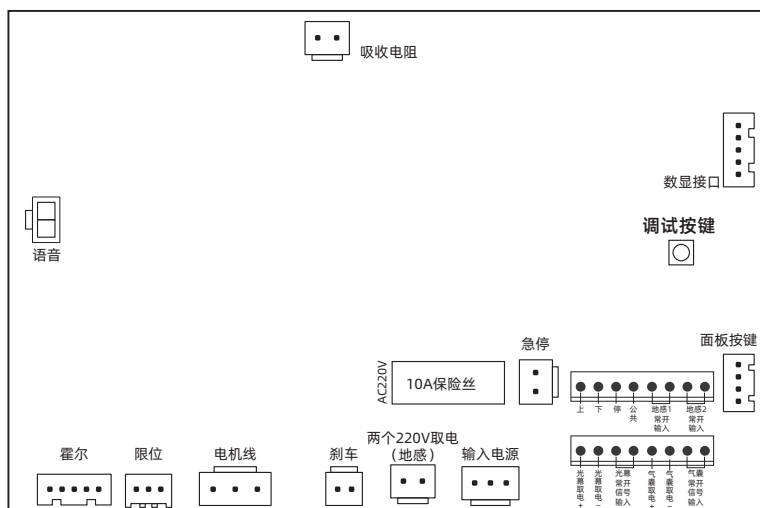 吸收电阻
数显接口
调试按键
语音
急停
面板按键
AC220V
10A保险丝
上
下
停
公共
地感1
常开
输入
地感2
常开
输入
两个220V取电
(地感)
霍尔
限位
电机线
刹车
输入电源
光幕取电+
光幕取电-
光幕
常开
信号
输入
气囊取电+
气囊取电-
气囊
常开
信号
输入